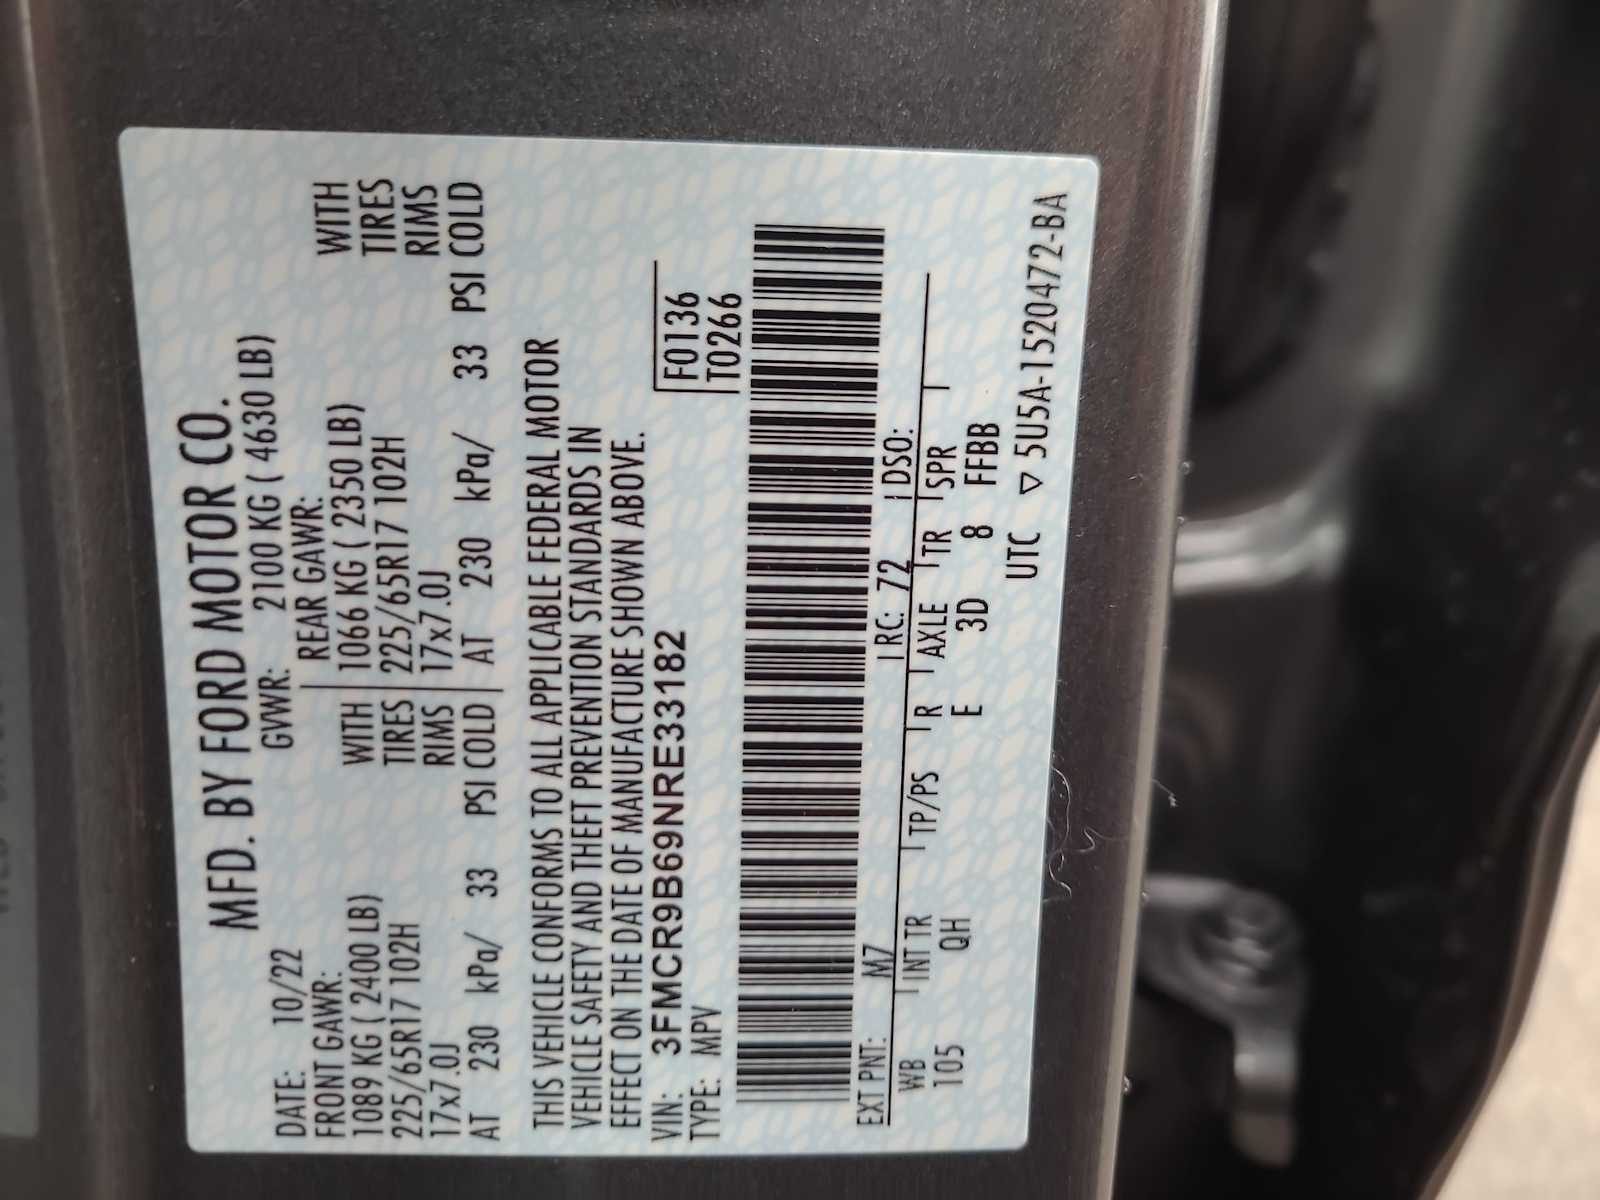 MFD. BY FORD MOTOR CO.
DATE: 10/22 GVWR: 2100 KG ( 4630 LB)
FRONT GAWR: REAR GAWR:
1089 KG ( 2400 LB) WITH 1066 KG ( 2350 LB) WITH
225/65R17 102H TIRES 225/65R17 102H TIRES
17x7.0J RIMS 17x7.0J RIMS
AT 230 kPa/ 33 PSI COLD AT 230 kPa/ 33 PSI COLD
THIS VEHICLE CONFORMS TO ALL APPLICABLE FEDERAL MOTOR
VEHICLE SAFETY AND THEFT PREVENTION STANDARDS IN
EFFECT ON THE DATE OF MANUFACTURE SHOWN ABOVE.
VIN: 3FMCR9B69NRE33182 F0136
TYPE: MPV T0266
EXT PNT: M7 RC: 72 DSO:
WB INT TR TP/PS R AXLE TR SPR
105 QH E 3D 8 FFBB
UTC ▽ 5U5A-1520472-BA